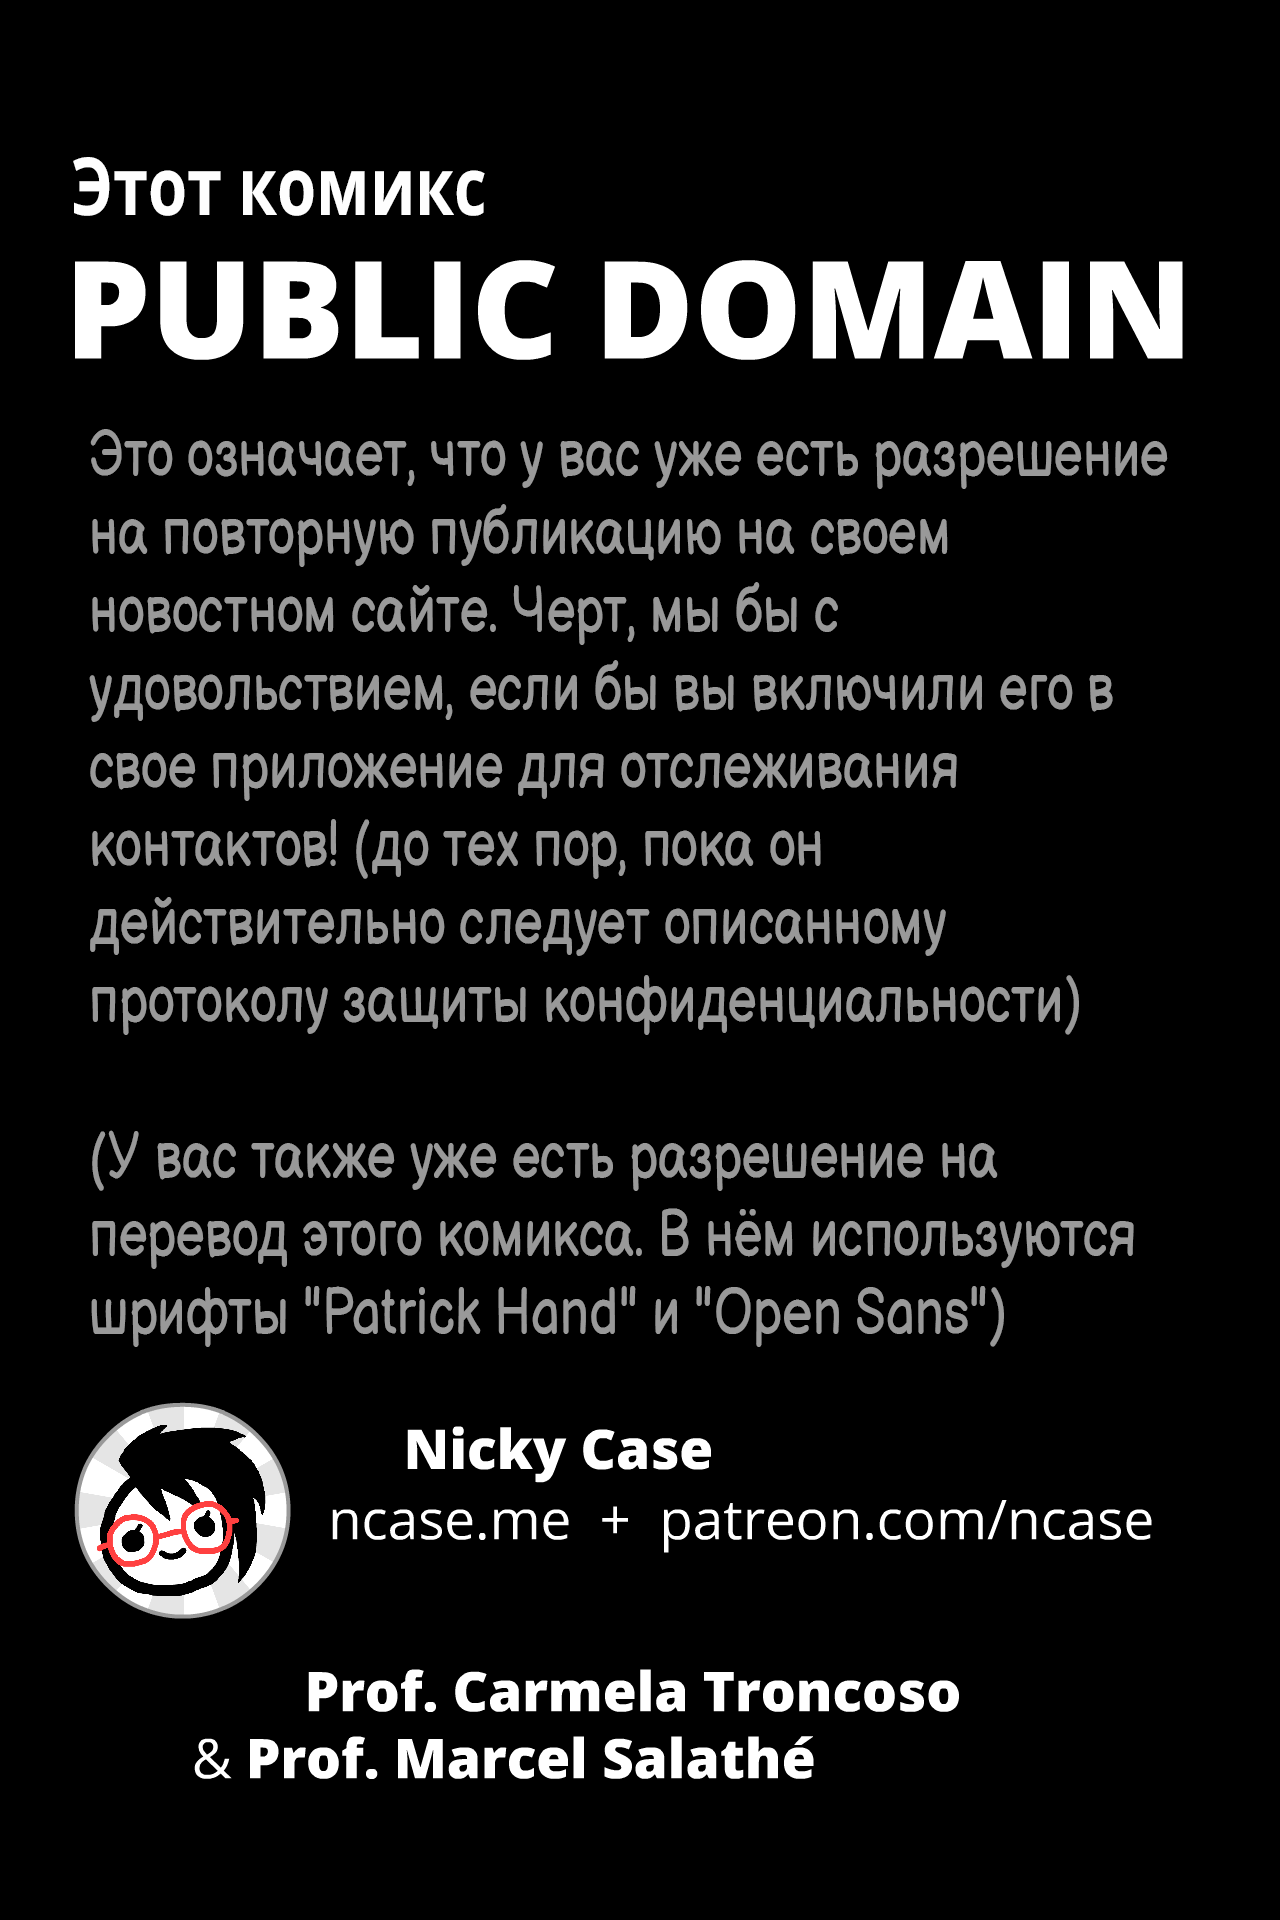 Этот комикс
PUBLIC DOMAIN
Это означает, что у вас уже есть разрешение
на повторную публикацию на своем
новостном сайте. Черт, мы бы с
удовольствием, если бы вы включили его в
свое приложение для отслеживания
контактов! (до тех пор, пока он
действительно следует описанному
протоколу защиты конфиденциальности)
(У вас также уже есть разрешение на
перевод этого комикса. В нём используются
шрифты "Patrick Hand" и "Open Sans")
Nicky Case
ncase.me + patreon.com/ncase
Prof. Carmela Troncoso
& Prof. Marcel Salathé